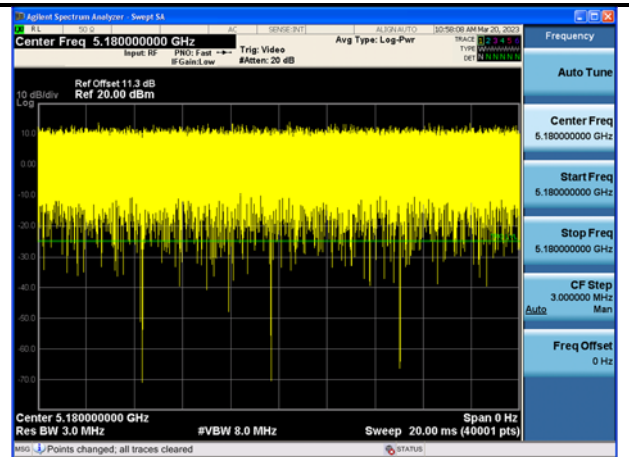 Agilent Spectrum Analyzer - Swept SA
RL 50 Ω AC SENSE:INT ALIGN AUTO 10:58:08 AM Mar 20, 2023
Center Freq 5.180000000 GHz
Input: RF PNO: Fast Trig: Video Avg Type: Log-Pwr TRACE 1 2 3 4 5 6
IFGain:Low #Atten: 20 dB TYPE
DET N N N N N N
Ref Offset 11.3 dB
10 dB/div Ref 20.00 dBm
Log
10.0
0.00
-10.0
-20.0
-30.0
-40.0
-50.0
-60.0
-70.0
Center 5.180000000 GHz Span 0 Hz
Res BW 3.0 MHz #VBW 8.0 MHz Sweep 20.00 ms (40001 pts)
MSG Points changed; all traces cleared STATUS
Frequency
Auto Tune
Center Freq
5.180000000 GHz
Start Freq
5.180000000 GHz
Stop Freq
5.180000000 GHz
CF Step
3.000000 MHz
Auto Man
Freq Offset
0 Hz